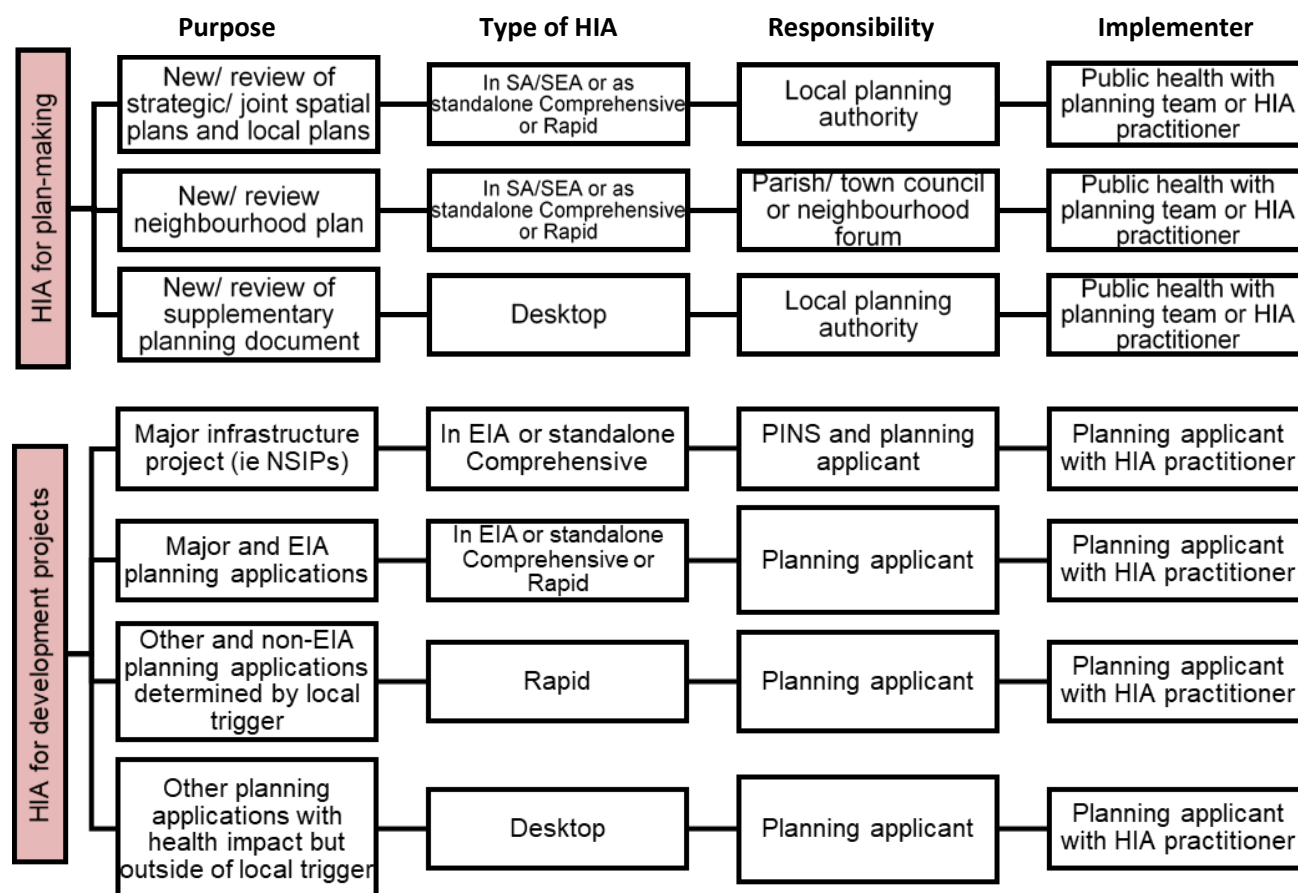 Purpose
Type of HIA
Responsibility
Implementer
HIA for plan-making
New/ review of
strategic/ joint spatial
plans and local plans
In SA/SEA or as
standalone Comprehensive
or Rapid
Local planning
authority
Public health with
planning team or HIA
practitioner
New/ review
neighbourhood plan
In SA/SEA or as
standalone Comprehensive
or Rapid
Parish/ town council
or neighbourhood
forum
Public health with
planning team or HIA
practitioner
New/ review of
supplementary
planning document
Desktop
Local planning
authority
Public health with
planning team or HIA
practitioner
HIA for development projects
Major infrastructure
project (ie NSIPs)
In EIA or standalone
Comprehensive
PINS and planning
applicant
Planning applicant
with HIA practitioner
Major and EIA
planning applications
In EIA or standalone
Comprehensive or
Rapid
Planning applicant
Planning applicant
with HIA practitioner
Other and non-EIA
planning applications
determined by local
trigger
Rapid
Planning applicant
Planning applicant
with HIA practitioner
Other planning
applications with
health impact but
outside of local trigger
Desktop
Planning applicant
Planning applicant
with HIA practitioner